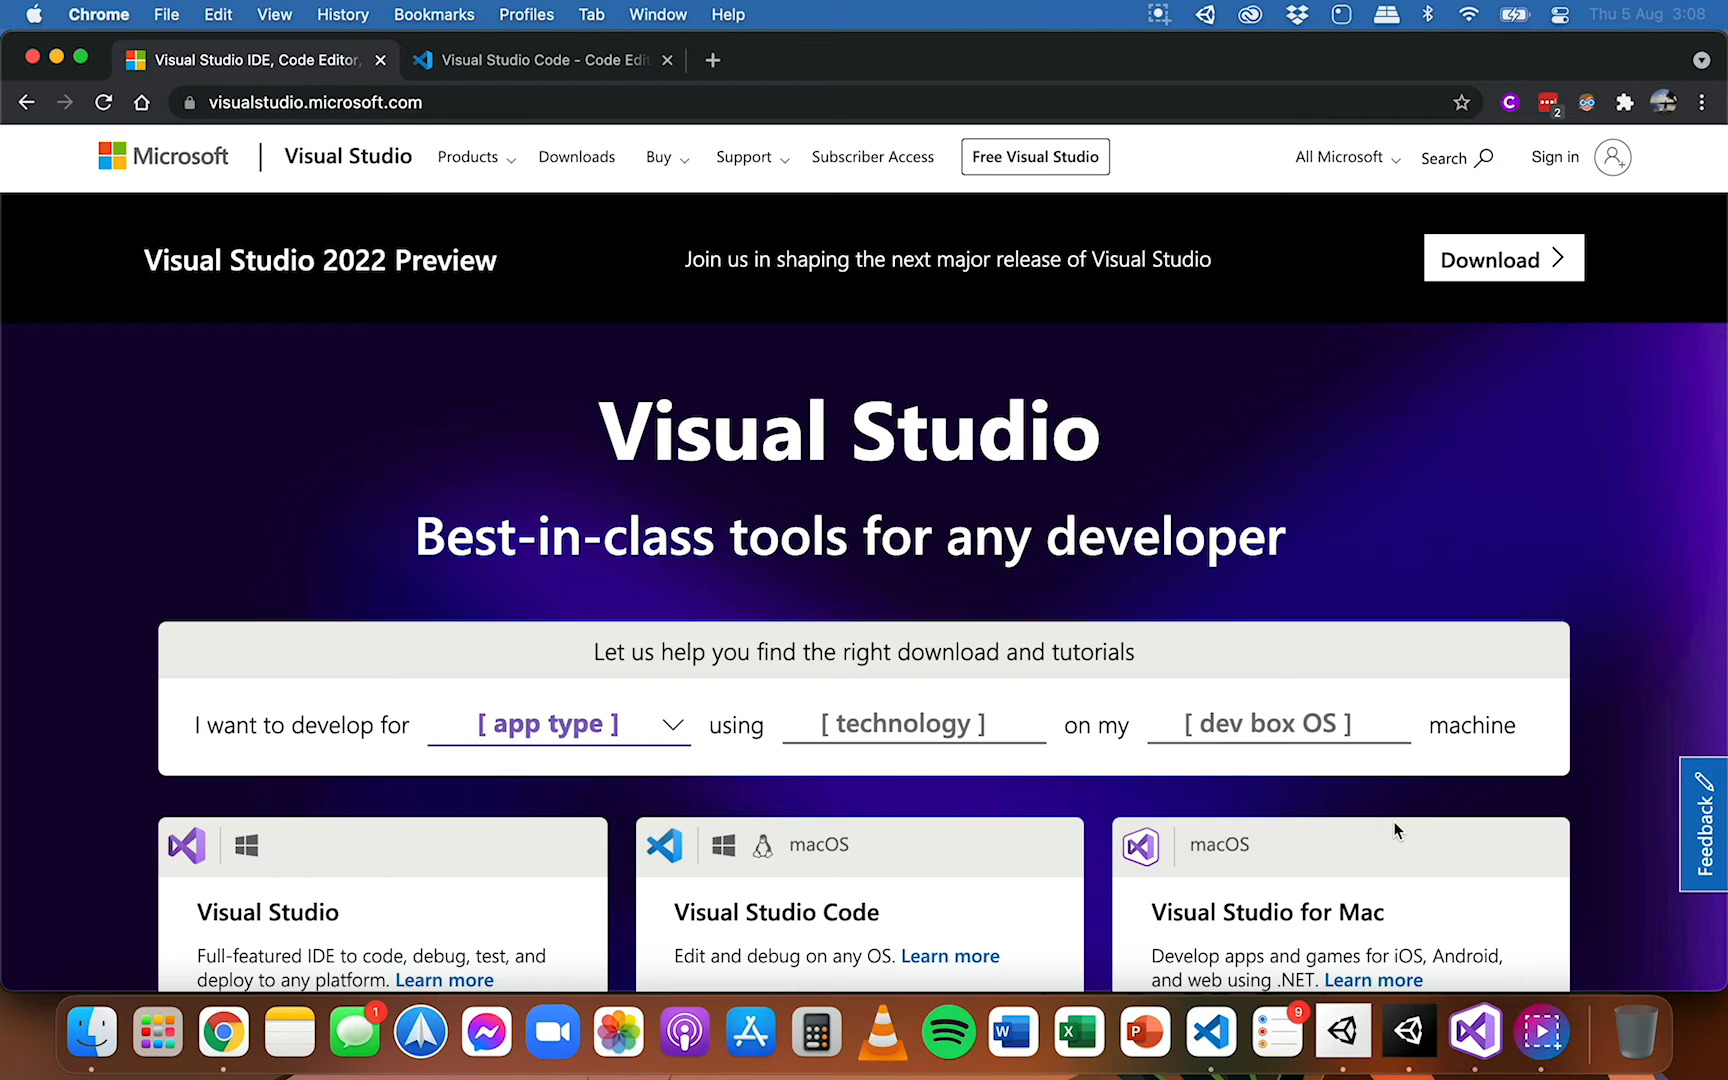 Chrome File Edit View History Bookmarks Profiles Tab Window Help Thu 5 Aug 3:08
Visual Studio IDE, Code Editor, Visual Studio Code - Code Edi
visualstudio.microsoft.com
2
Microsoft Visual Studio Products Downloads Buy Support Subscriber Access Free Visual Studio All Microsoft Search Sign in
Visual Studio 2022 Preview Join us in shaping the next major release of Visual Studio Download
Visual Studio
Best-in-class tools for any developer
Let us help you find the right download and tutorials
I want to develop for [ app type ] using [ technology ] on my [ dev box OS ] machine
Feedback
macOS
macOS
Visual Studio
Full-featured IDE to code, debug, test, and
deploy to any platform. Learn more
Visual Studio Code
Edit and debug on any OS. Learn more
Visual Studio for Mac
Develop apps and games for iOS, Android,
and web using .NET. Learn more
1
9